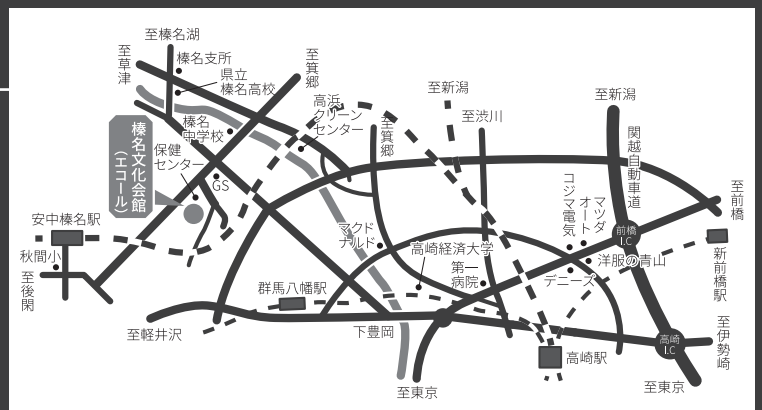 至榛名湖
至草津
榛名支所
県立
榛名高校
至箕郷
高浜
クリーン
センター
至箕郷
至新潟
至渋川
至新潟
関越自動車道
榛名
中学校
榛名文化会館
（エコール）
保健
センター
GS
コジマ電気
オート
マツダ
至前橋
安中榛名駅
秋間小
至後閑
マクド
ナルド
高崎経済大学
第一
病院
前橋
I.C
洋服の青山
デニーズ
新前橋駅
群馬八幡駅
至軽井沢
下豊岡
高崎駅
高崎
I.C
至伊勢崎
至東京
至東京